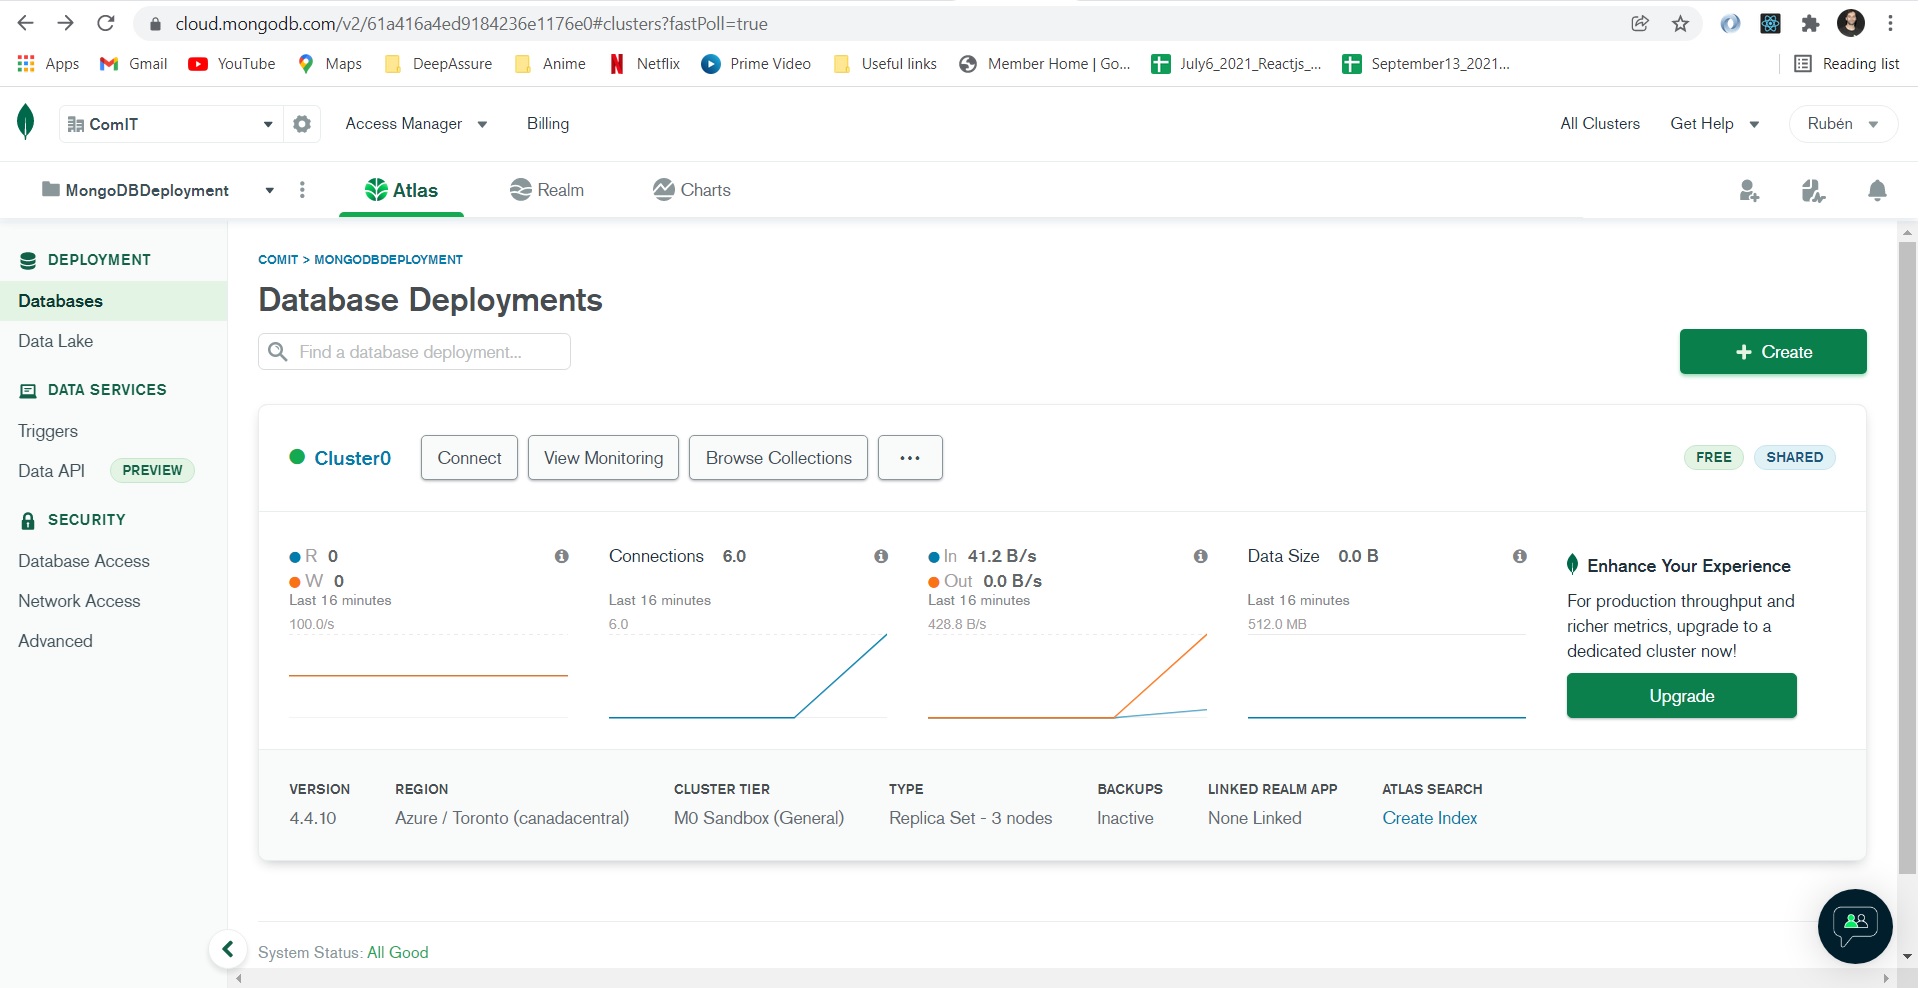 cloud.mongodb.com/v2/61a416a4ed9184236e1176e0#clusters?fastPoll=true
Apps Gmail YouTube Maps DeepAssure Anime Netflix Prime Video Useful links Member Home | Go... July6_2021_Reactjs_... September13_2021... Reading list
ComIT Access Manager Billing All Clusters Get Help Rubén
MongoDBDeployment Atlas Realm Charts
DEPLOYMENT
Databases
Data Lake
DATA SERVICES
Triggers
Data API PREVIEW
SECURITY
Database Access
Network Access
Advanced
COMIT > MONGODBDEPLOYMENT
Database Deployments
Find a database deployment...
+ Create
Cluster0 Connect View Monitoring Browse Collections ... FREE SHARED
R 0
W 0
Last 16 minutes
100.0/s
Connections 6.0
Last 16 minutes
6.0
In 41.2 B/s
Out 0.0 B/s
Last 16 minutes
428.8 B/s
Data Size 0.0 B
Last 16 minutes
512.0 MB
Enhance Your Experience
For production throughput and
richer metrics, upgrade to a
dedicated cluster now!
Upgrade
VERSION REGION CLUSTER TIER TYPE BACKUPS LINKED REALM APP ATLAS SEARCH
4.4.10 Azure / Toronto (canadacentral) M0 Sandbox (General) Replica Set - 3 nodes Inactive None Linked Create Index
System Status: All Good